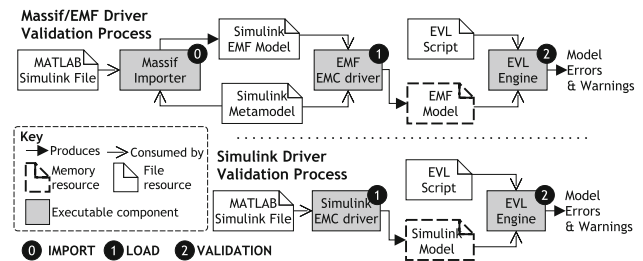 Massif/EMF Driver
Validation Process
MATLAB
Simulink File
Massif
Importer
0
Simulink
EMF Model
Simulink
Metamodel
EMF
EMC driver
1
EVL
Script
EMF
Model
EVL
Engine
2
Model
Errors
& Warnings
Key
Produces
Consumed by
Memory
resource
File
resource
Executable component
0 IMPORT 1 LOAD 2 VALIDATION
Simulink Driver
Validation Process
MATLAB
Simulink File
Simulink
EMC driver
1
EVL
Script
Simulink
Model
EVL
Engine
2
Model
Errors
& Warnings